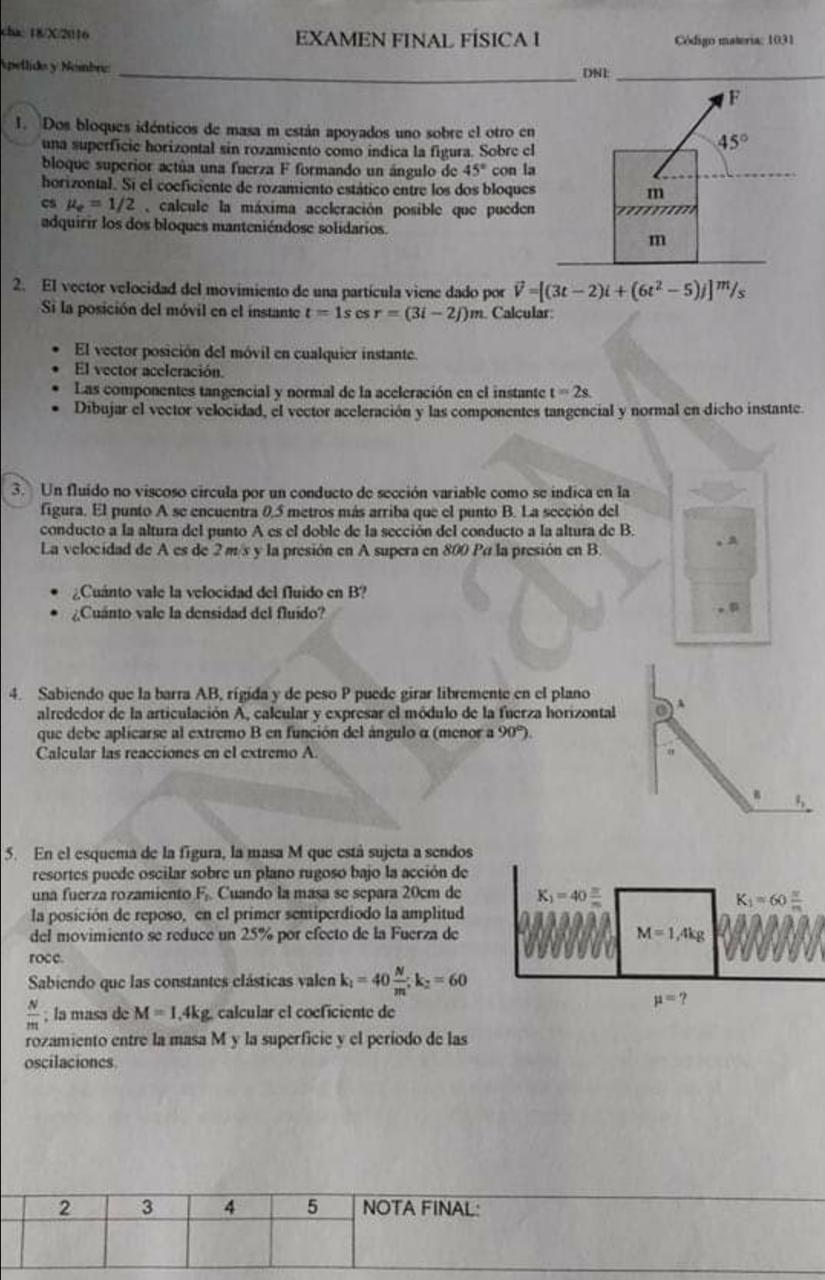 cha: 18/X/2016
EXAMEN FINAL FÍSICA I
Código materia: 1031
Apellido y Nombre:
DNI:
1. Dos bloques idénticos de masa m están apoyados uno sobre el otro en
una superficie horizontal sin rozamiento como indica la figura. Sobre el
bloque superior actúa una fuerza F formando un ángulo de 45° con la
horizontal. Si el coeficiente de rozamiento estático entre los dos bloques
es μₑ = 1/2 , calcule la máxima aceleración posible que pueden
adquirir los dos bloques manteniéndose solidarios.
F
45°
m
m
2. El vector velocidad del movimiento de una partícula viene dado por V⃗ =[(3t − 2)i + (6t² − 5)j] m/s
Si la posición del móvil en el instante t = 1s es r = (3i − 2j)m. Calcular:
• El vector posición del móvil en cualquier instante.
• El vector aceleración.
• Las componentes tangencial y normal de la aceleración en el instante t = 2s.
• Dibujar el vector velocidad, el vector aceleración y las componentes tangencial y normal en dicho instante.
3. Un fluido no viscoso circula por un conducto de sección variable como se indica en la
figura. El punto A se encuentra 0.5 metros más arriba que el punto B. La sección del
conducto a la altura del punto A es el doble de la sección del conducto a la altura de B.
La velocidad de A es de 2 m/s y la presión en A supera en 800 Pa la presión en B.
• ¿Cuánto vale la velocidad del fluido en B?
• ¿Cuánto vale la densidad del fluido?
A
B
4. Sabiendo que la barra AB, rígida y de peso P puede girar libremente en el plano
alrededor de la articulación A, calcular y expresar el módulo de la fuerza horizontal
que debe aplicarse al extremo B en función del ángulo α (menor a 90°).
Calcular las reacciones en el extremo A.
A
α
B
5. En el esquema de la figura, la masa M que está sujeta a sendos
resortes puede oscilar sobre un plano rugoso bajo la acción de
una fuerza rozamiento Fᵣ. Cuando la masa se separa 20cm de
la posición de reposo, en el primer semiperdiodo la amplitud
del movimiento se reduce un 25% por efecto de la Fuerza de
roce.
Sabiendo que las constantes elásticas valen k₁ = 40 N/m; k₂ = 60
N/m ; la masa de M = 1,4kg, calcular el coeficiente de
rozamiento entre la masa M y la superficie y el periodo de las
oscilaciones.
K₁ = 40 N/m
M = 1,4kg
K₁ = 60 N/m
μ = ?
UNLaM
2 3 4 5 NOTA FINAL: